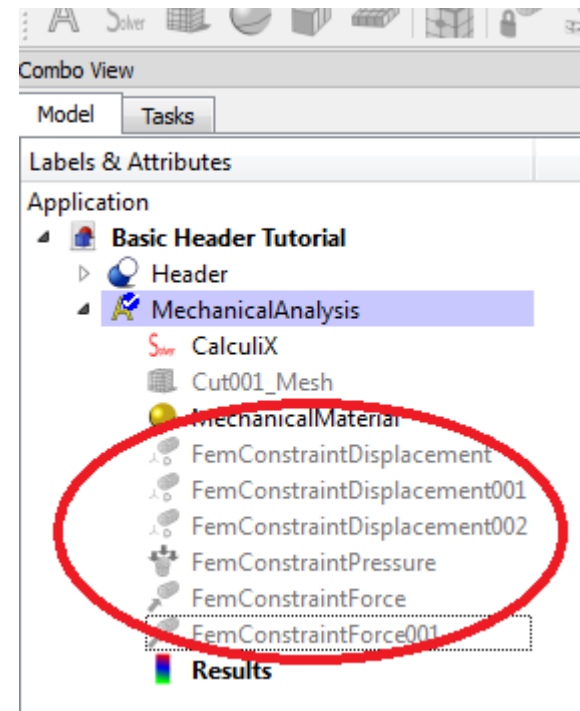 Solver
Combo View
Model Tasks
Labels & Attributes
Application
Basic Header Tutorial
Header
MechanicalAnalysis
Solver CalculiX
Cut001_Mesh
MechanicalMaterial
FemConstraintDisplacement
FemConstraintDisplacement001
FemConstraintDisplacement002
FemConstraintPressure
FemConstraintForce
FemConstraintForce001
Results